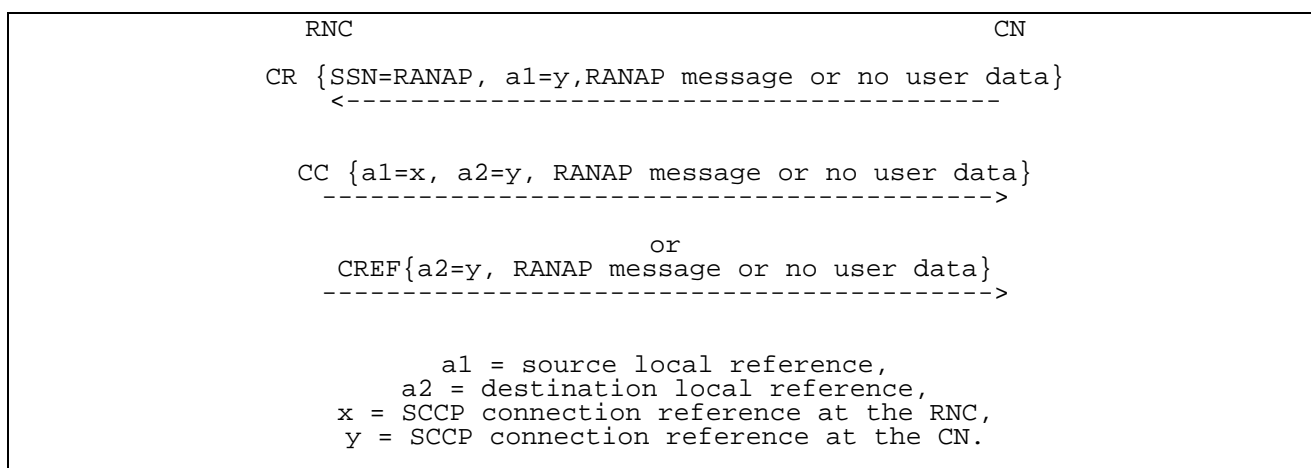 RNC CN
CR {SSN=RANAP, a1=y,RANAP message or no user data}
<-----------------------------------------
CC {a1=x, a2=y, RANAP message or no user data}
------------------------------------------>
or
CREF{a2=y, RANAP message or no user data}
------------------------------------------>
a1 = source local reference,
a2 = destination local reference,
x = SCCP connection reference at the RNC,
y = SCCP connection reference at the CN.